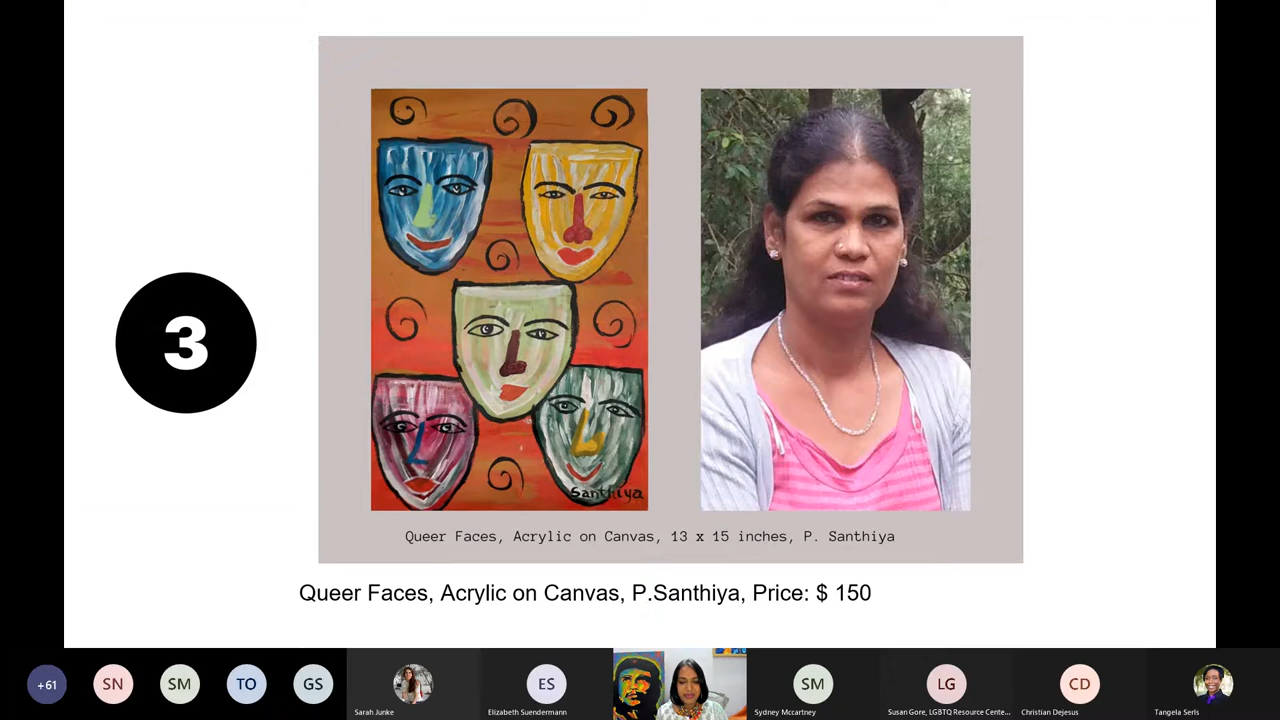 3
Santhiya
Queer Faces, Acrylic on Canvas, 13 x 15 inches, P. Santhiya
Queer Faces, Acrylic on Canvas, P.Santhiya, Price: $ 150
+61
SN
SM
TO
GS
Sarah Junke
ES
Elizabeth Suendermann
SM
Sydney Mccartney
LG
Susan Gore, LGBTQ Resource Cente...
CD
Christian Dejesus
Tangela Serls